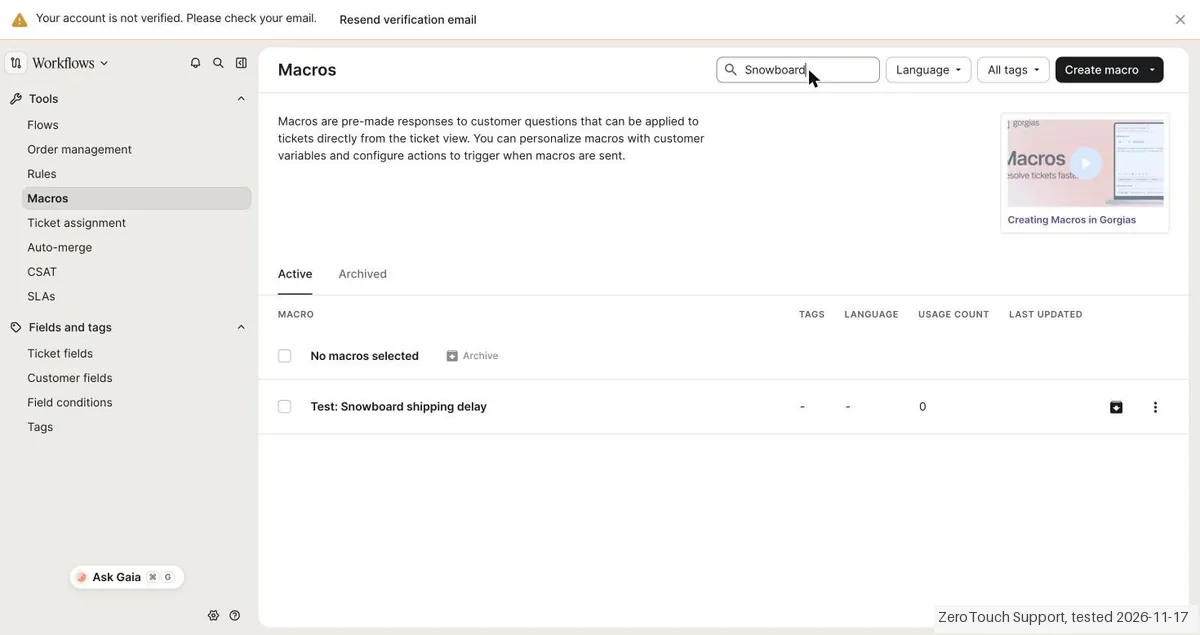 Your account is not verified. Please check your email. Resend verification email
Workflows
Tools
Flows
Order management
Rules
Macros
Ticket assignment
Auto-merge
CSAT
SLAs
Fields and tags
Ticket fields
Customer fields
Field conditions
Tags
Ask Gaia ⌘ G
Macros
Snowboard
Language
All tags
Create macro
Macros are pre-made responses to customer questions that can be applied to
tickets directly from the ticket view. You can personalize macros with customer
variables and configure actions to trigger when macros are sent.
gorgias
Macros
esolve tickets faste
Creating Macros in Gorgias
Active Archived
MACRO TAGS LANGUAGE USAGE COUNT LAST UPDATED
No macros selected Archive
Test: Snowboard shipping delay - - 0
ZeroTouch Support, tested 2026-11-17